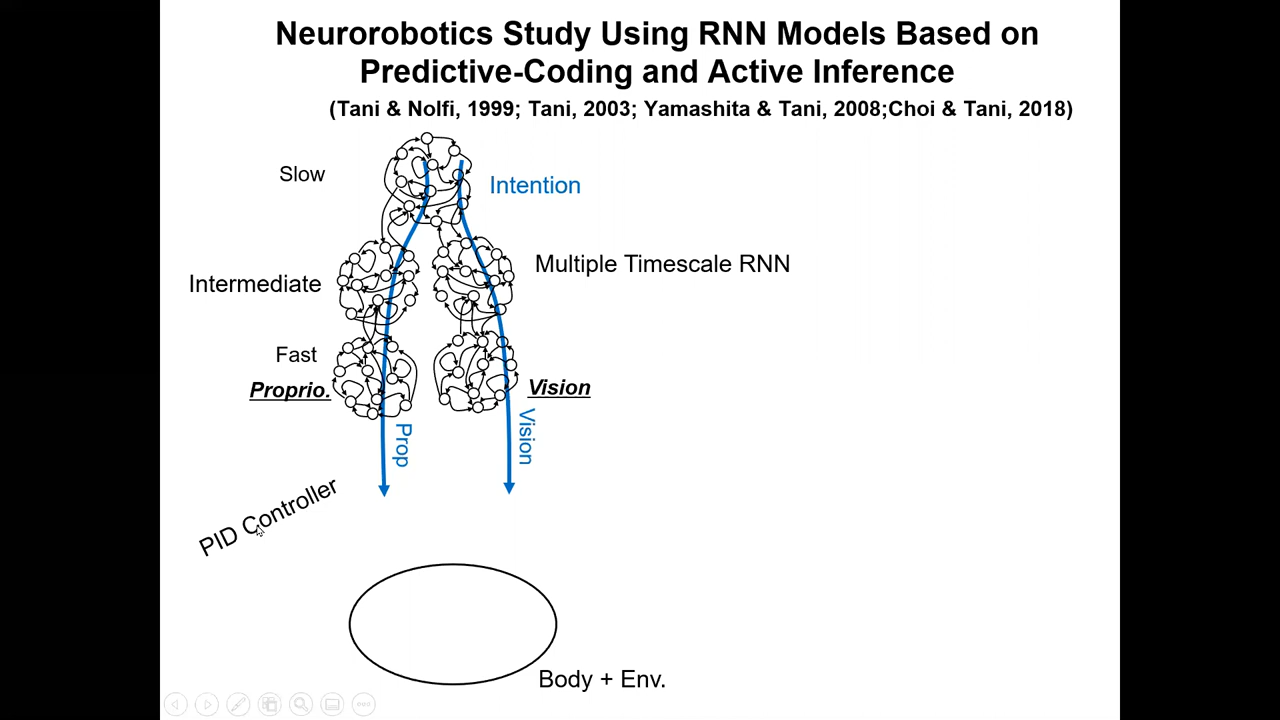 Neurorobotics Study Using RNN Models Based on
Predictive-Coding and Active Inference
(Tani & Nolfi, 1999; Tani, 2003; Yamashita & Tani, 2008;Choi & Tani, 2018)
Slow
Intention
Intermediate
Multiple Timescale RNN
Fast
Proprio.
Vision
Prop
Vision
PID Controller
Body + Env.